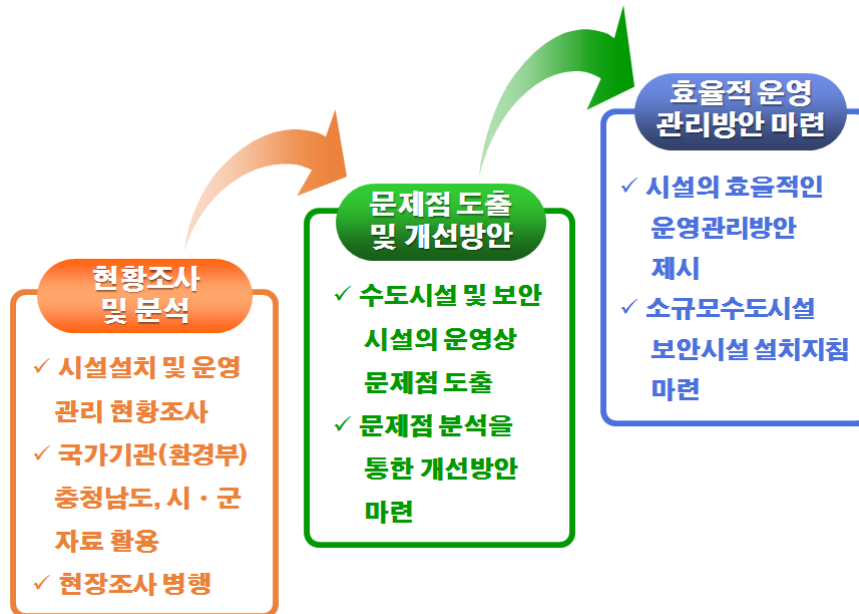 현황조사
및 분석
✓ 시설설치 및 운영
관리 현황조사
✓ 국가기관(환경부)
충청남도, 시・군
자료 활용
✓ 현장조사 병행
문제점 도출
및 개선방안
✓ 수도시설 및 보안
시설의 운영상
문제점 도출
✓ 문제점 분석을
통한 개선방안
마련
효율적 운영
관리방안 마련
✓ 시설의 효율적인
운영관리방안
제시
✓ 소규모수도시설
보안시설 설치지침
마련